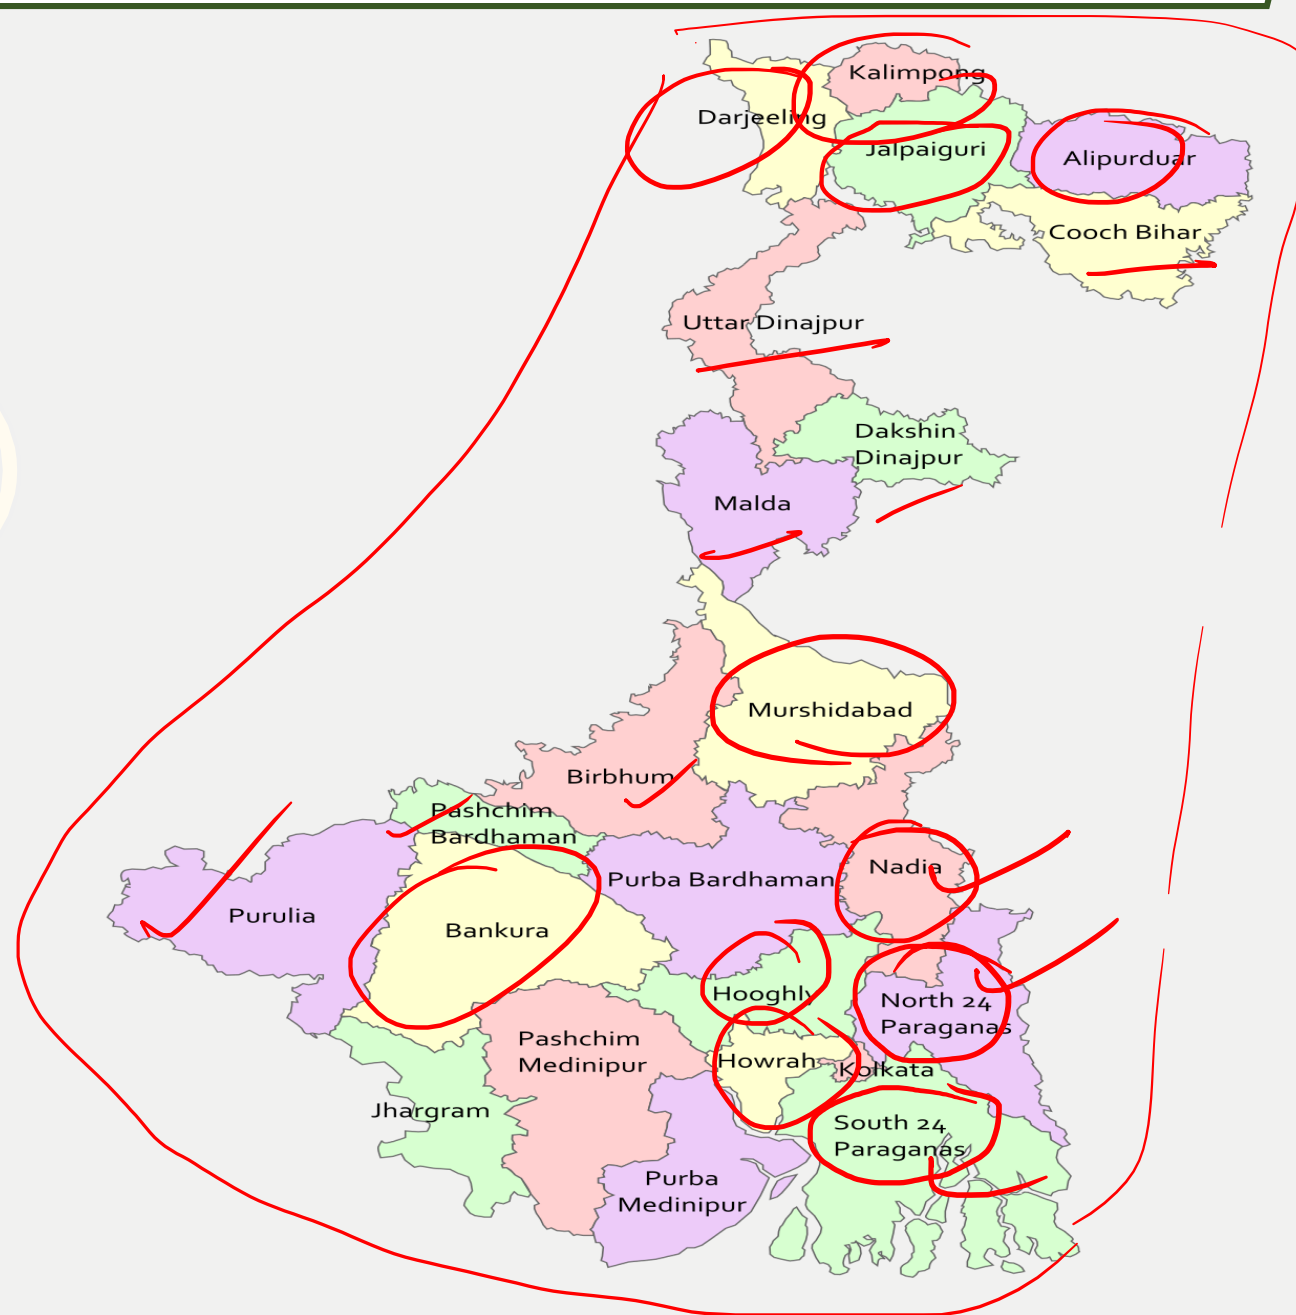 Kalimpong
Darjeeling
Jalpaiguri
Alipurduar
Cooch Bihar
Uttar Dinajpur
Dakshin
Dinajpur
Malda
Murshidabad
Birbhum
Pashchim
Bardhaman
Nadia
Purba Bardhaman
Purulia
Bankura
Hooghly
North 24
Paraganas
Pashchim
Medinipur
Howrah
Kolkata
Jhargram
South 24
Paraganas
Purba
Medinipur